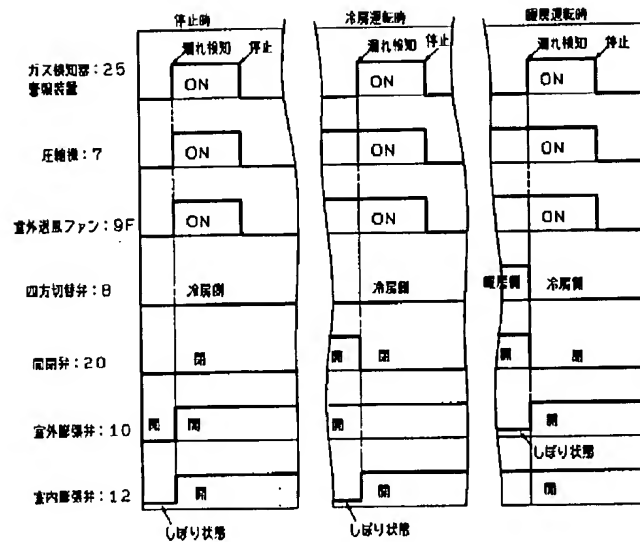 停止時 冷房運転時 暖房運転時
漏れ検知 停止 漏れ検知 停止 漏れ検知 停止
ガス検知器:25
警報装置
ON ON ON
圧縮機:7
ON ON ON
室外送風ファン:9F
ON ON ON
四方切替弁:8
冷房側 冷房側 暖房側 冷房側
開閉弁:20
閉 開 閉 開 閉
室外膨張弁:10
開 開 開
しぼり状態
室内膨張弁:12
開 開 開
しぼり状態 しぼり状態